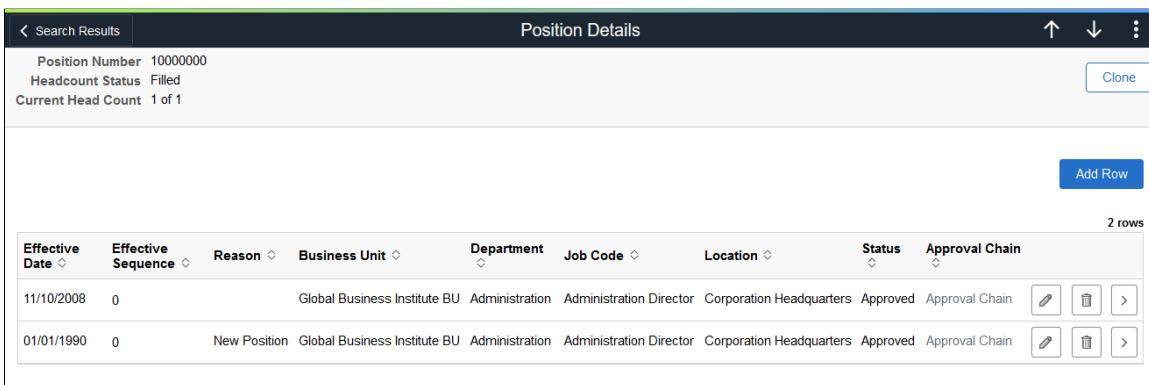 Search Results
Position Details
Position Number 10000000
Headcount Status Filled
Current Head Count 1 of 1
Clone
Add Row
2 rows
Effective Date Effective Sequence Reason Business Unit Department Job Code Location Status Approval Chain
11/10/2008 0 Global Business Institute BU Administration Administration Director Corporation Headquarters Approved Approval Chain
01/01/1990 0 New Position Global Business Institute BU Administration Administration Director Corporation Headquarters Approved Approval Chain